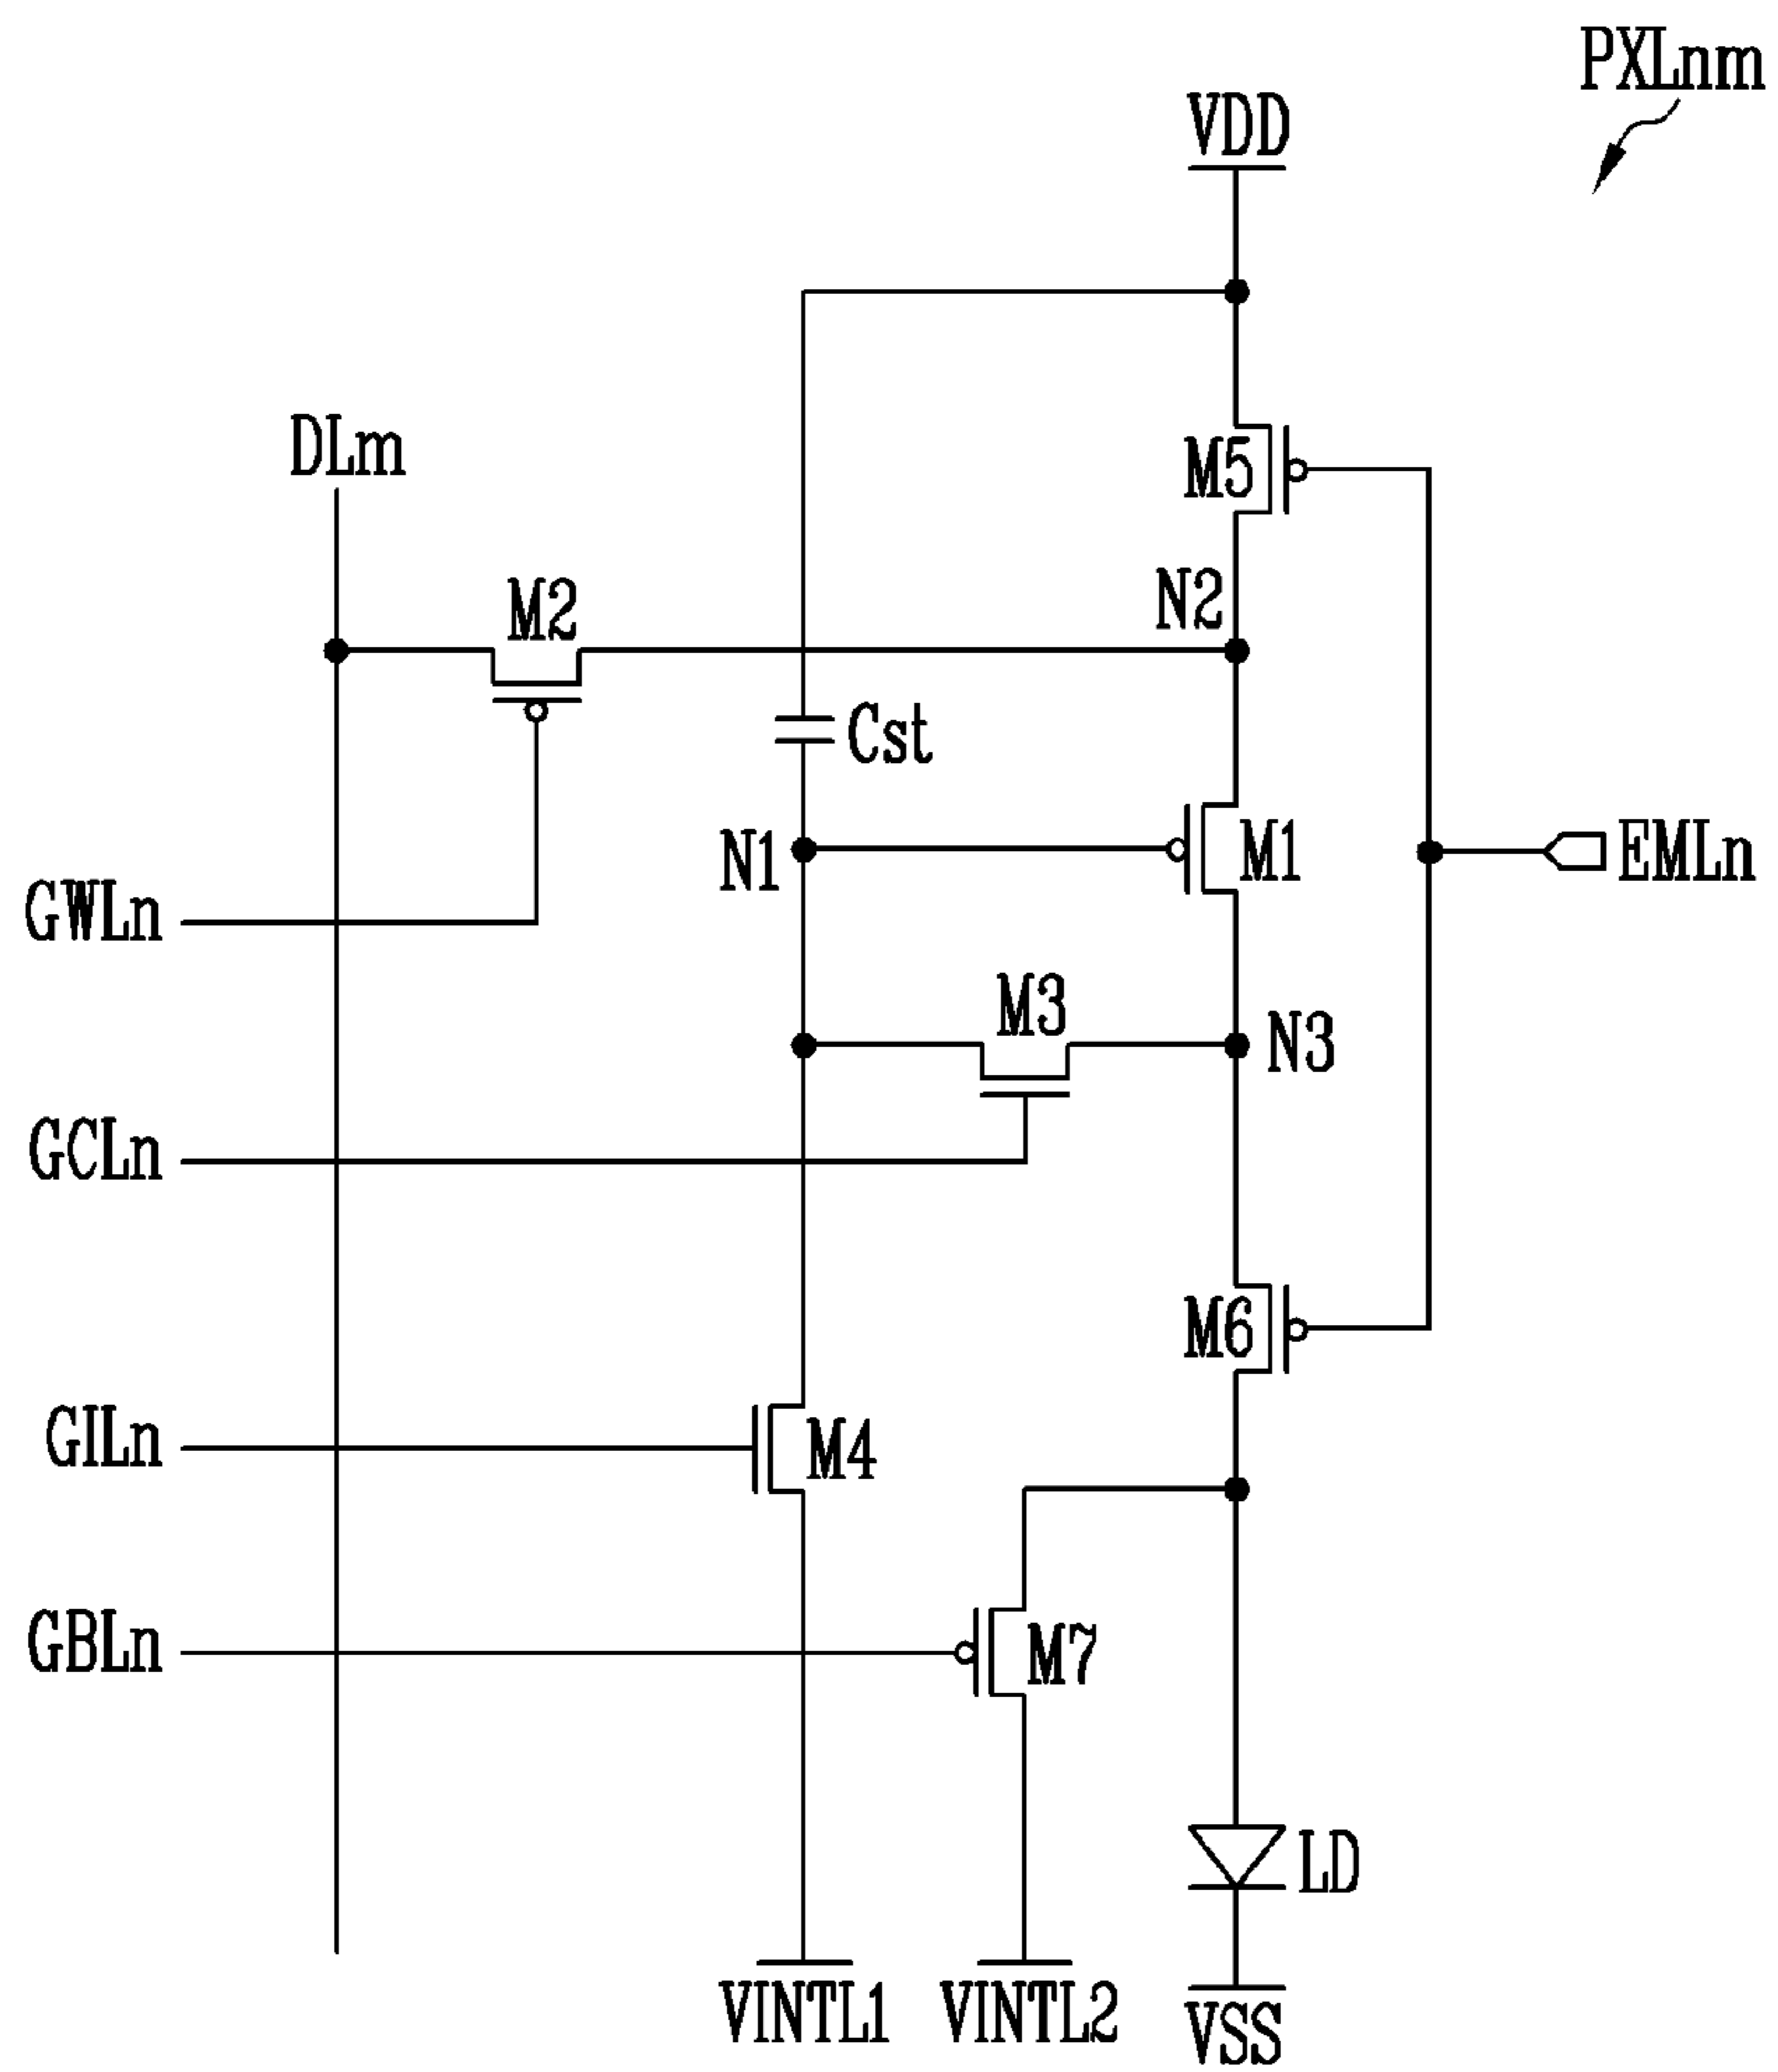 PXLnm
VDD
DLm
M5
M2
N2
Cst
N1
M1
EMLn
GWLn
M3
N3
GCLn
M6
GILn
M4
GBLn
M7
LD
VINTL1
VINTL2
VSS